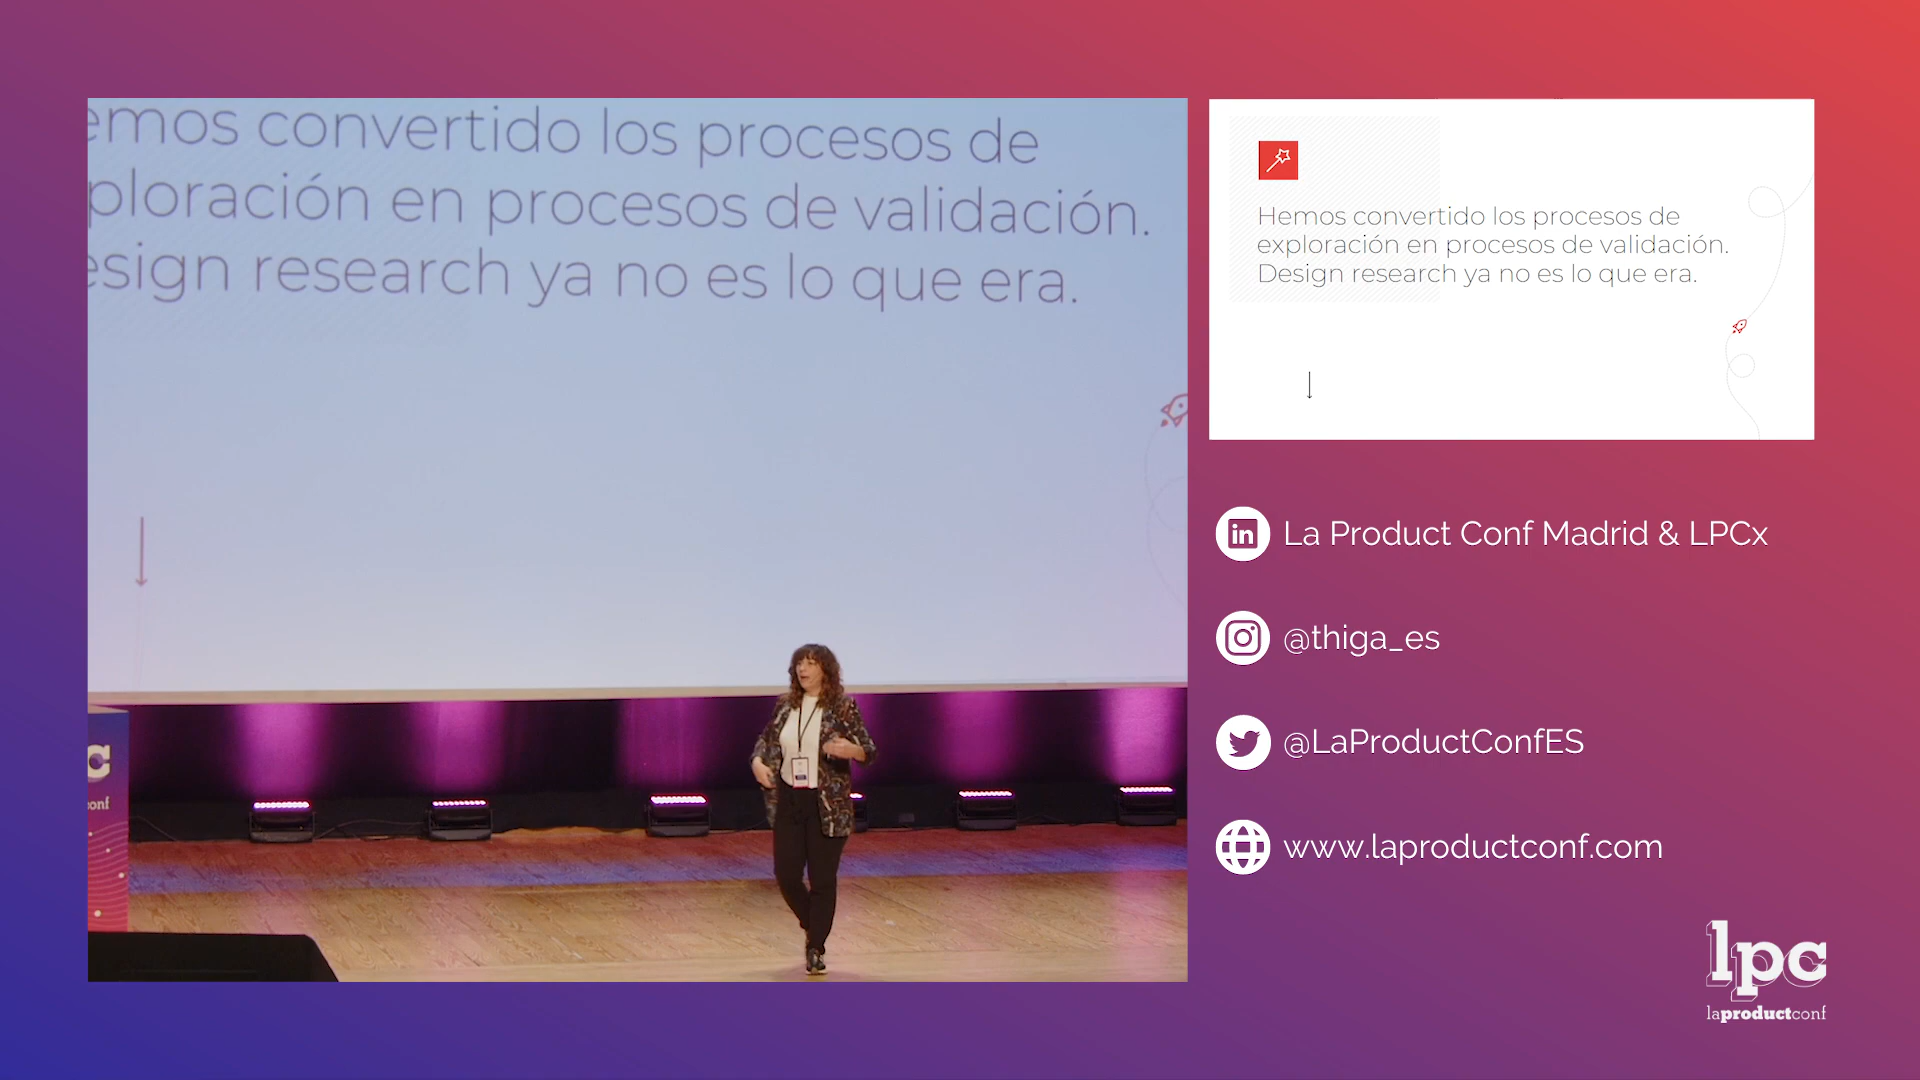 emos convertido los procesos de
ploración en procesos de validación.
esign research ya no es lo que era.
c
onf
Hemos convertido los procesos de
exploración en procesos de validación.
Design research ya no es lo que era.
in La Product Conf Madrid & LPCx
@thiga_es
@LaProductConfES
www.laproductconf.com
lpc
laproductconf